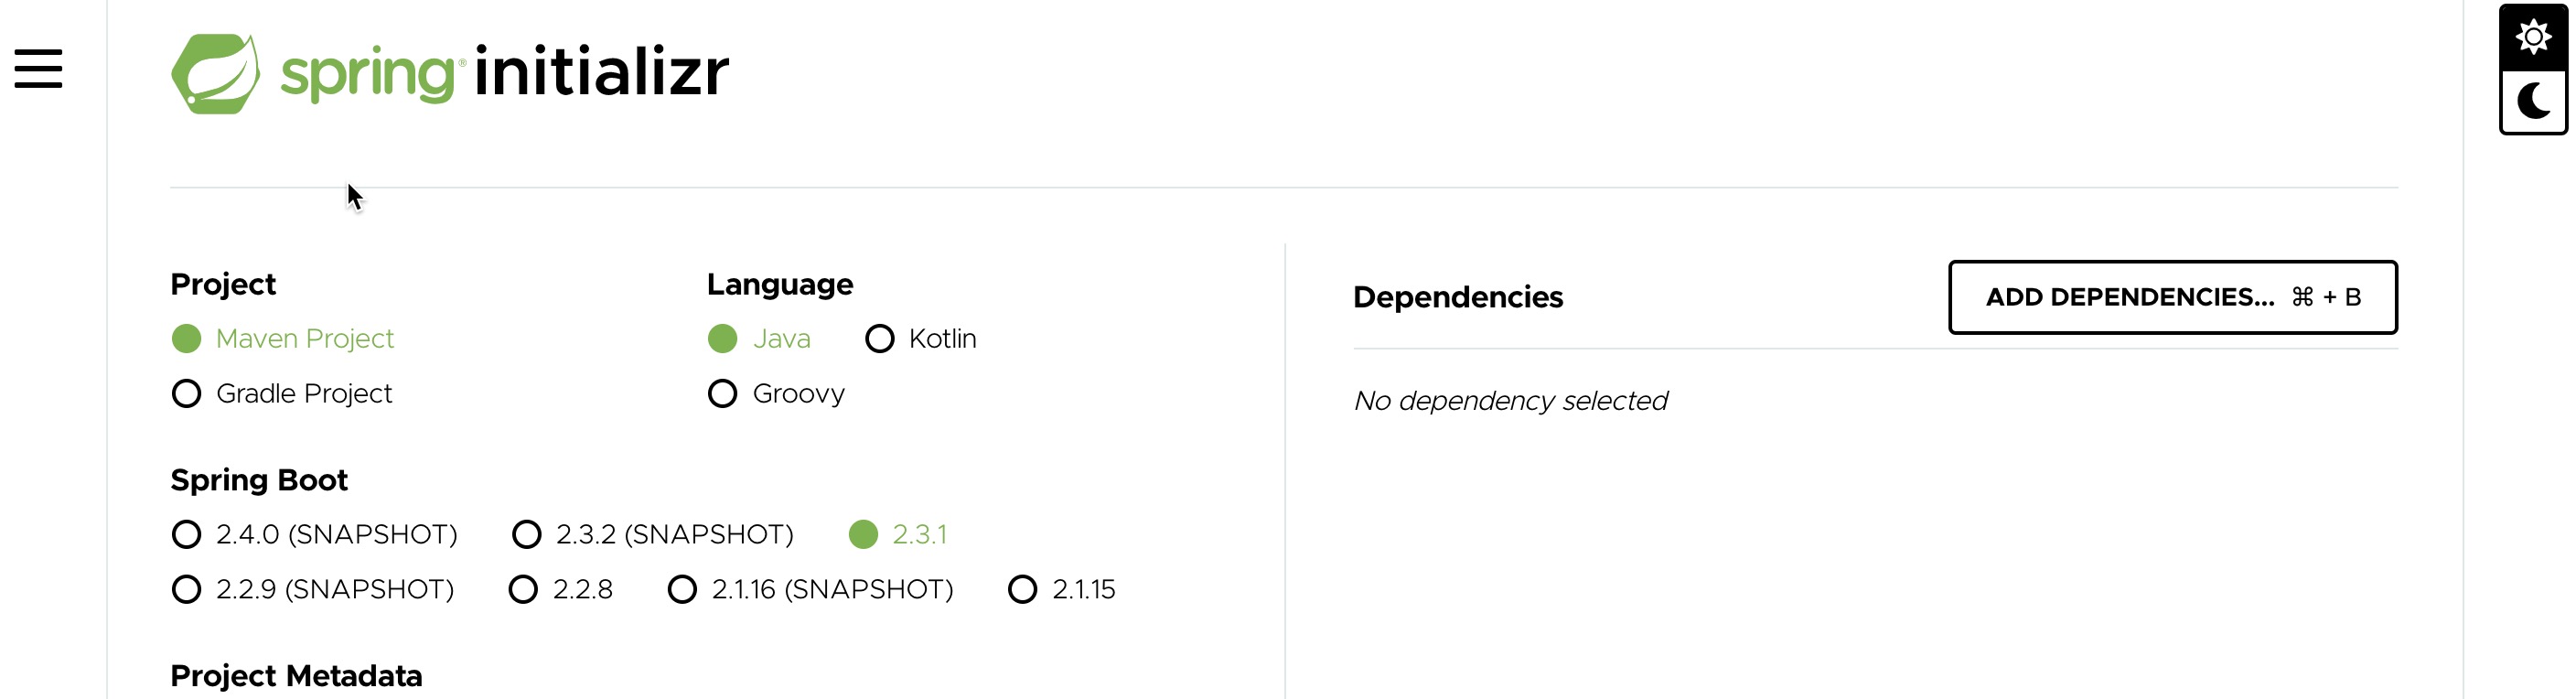 spring® initializr
Project
Maven Project
Gradle Project
Language
Java Kotlin
Groovy
Spring Boot
2.4.0 (SNAPSHOT) 2.3.2 (SNAPSHOT) 2.3.1
2.2.9 (SNAPSHOT) 2.2.8 2.1.16 (SNAPSHOT) 2.1.15
Project Metadata
Dependencies
ADD DEPENDENCIES... ⌘ + B
No dependency selected